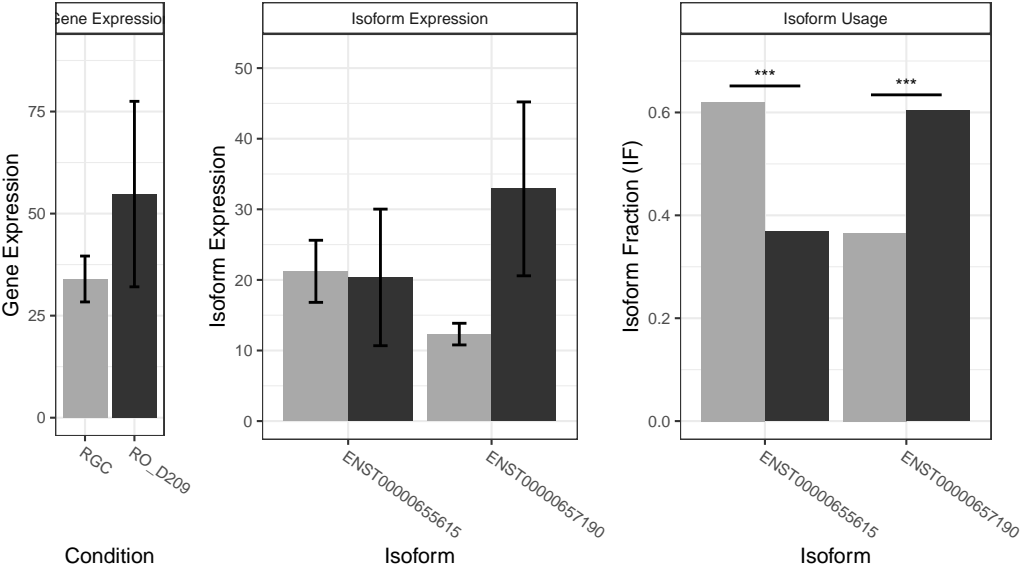 Gene Expression
Gene Expression
75
50
25
0
RGC
RO_D209
Condition
Isoform Expression
Isoform Expression
50
40
30
20
10
0
ENST00000655615
ENST00000657190
Isoform
Isoform Usage
Isoform Fraction (IF)
0.6
0.4
0.2
0.0
***
***
ENST00000655615
ENST00000657190
Isoform